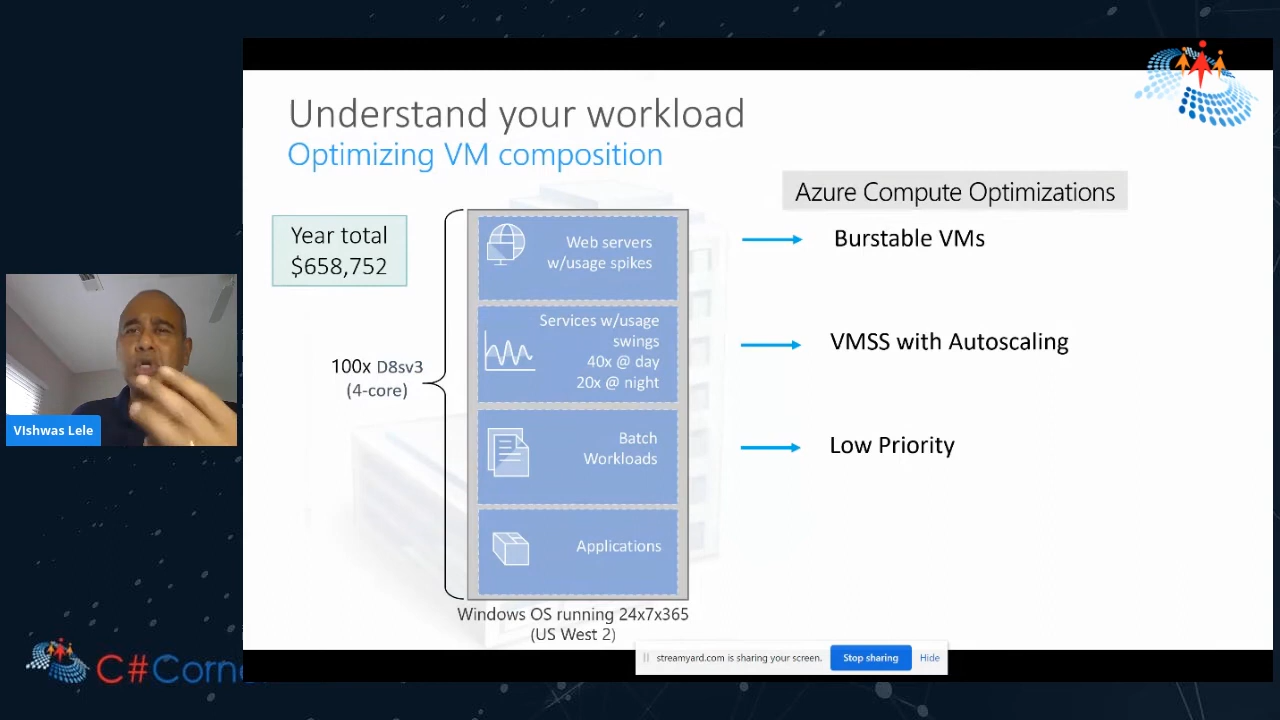 Understand your workload
Optimizing VM composition
Azure Compute Optimizations
Year total
$658,752
Web servers
w/usage spikes
Burstable VMs
Services w/usage
swings
40x @ day
20x @ night
VMSS with Autoscaling
100x D8sv3
(4-core)
Batch
Workloads
Low Priority
Applications
Windows OS running 24x7x365
(US West 2)
VIshwas Lele
streamyard.com is sharing your screen.
Stop sharing
Hide
C#Corne